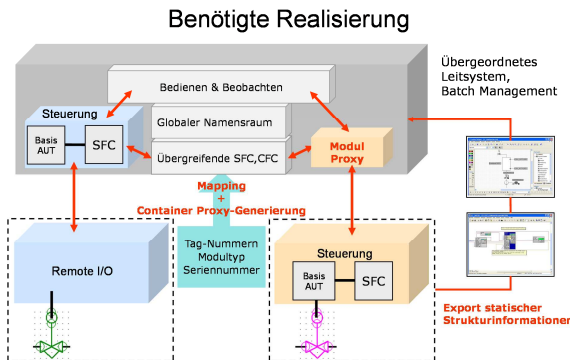 Benötigte Realisierung
Übergeordnetes
Leitsystem,
Batch Management
Bedienen & Beobachten
Steuerung
Globaler Namensraum
Basis
AUT
SFC
Übergreifende SFC,CFC
Modul
Proxy
Mapping
+
Container Proxy-Generierung
Remote I/O
Tag-Nummern
Modultyp
Seriennummer
Steuerung
Basis
AUT
SFC
Export statischer
Strukturinformationen